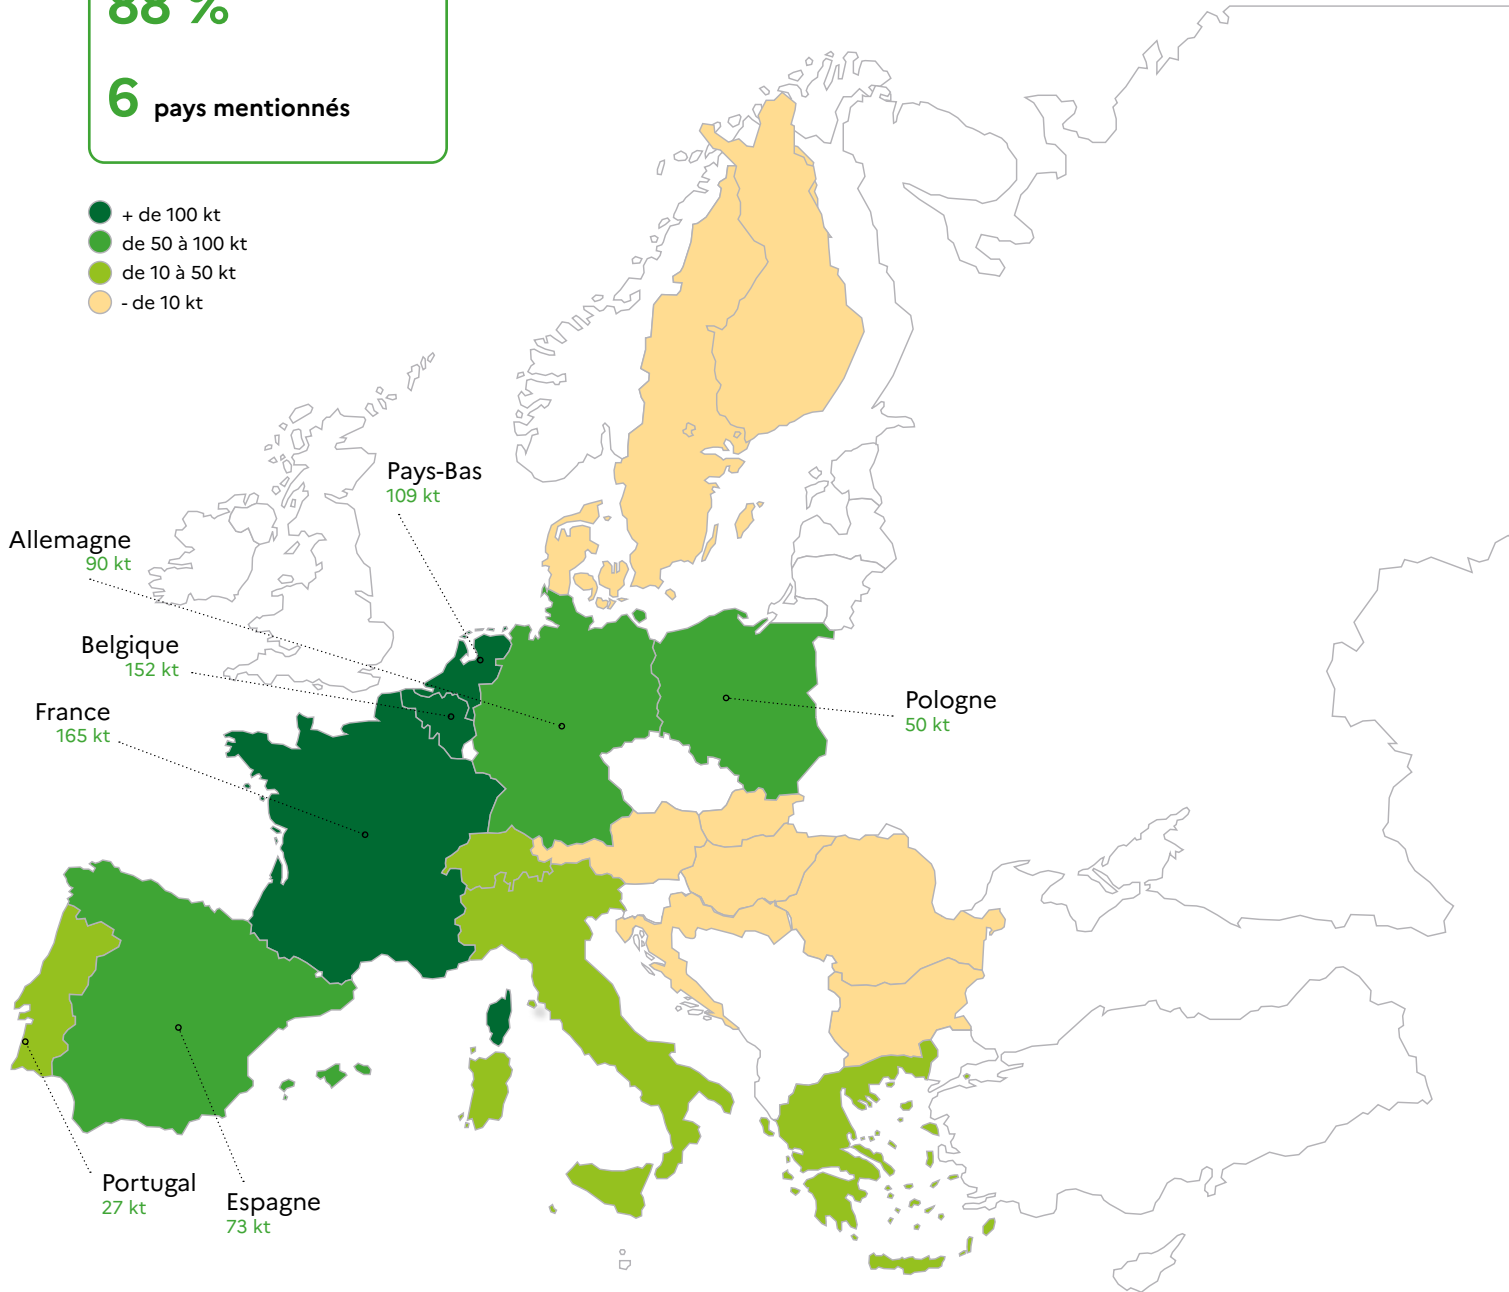 88 %
6 pays mentionnés
+ de 100 kt
de 50 à 100 kt
de 10 à 50 kt
- de 10 kt
Pays-Bas
109 kt
Allemagne
90 kt
Belgique
152 kt
France
165 kt
Pologne
50 kt
Portugal
27 kt
Espagne
73 kt